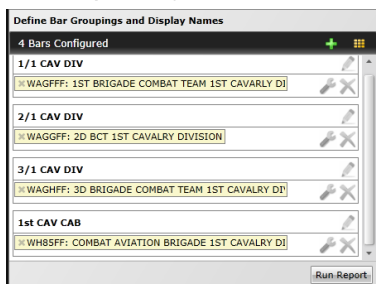 Define Bar Groupings and Display Names
4 Bars Configured
1/1 CAV DIV
WAGFFF: 1ST BRIGADE COMBAT TEAM 1ST CAVARLY DI
2/1 CAV DIV
WAGGFF: 2D BCT 1ST CAVALRY DIVISION
3/1 CAV DIV
WAGHFF: 3D BRIGADE COMBAT TEAM 1ST CAVALRY DI
1st CAV CAB
WH85FF: COMBAT AVIATION BRIGADE 1ST CAVALRY DI
Run Report